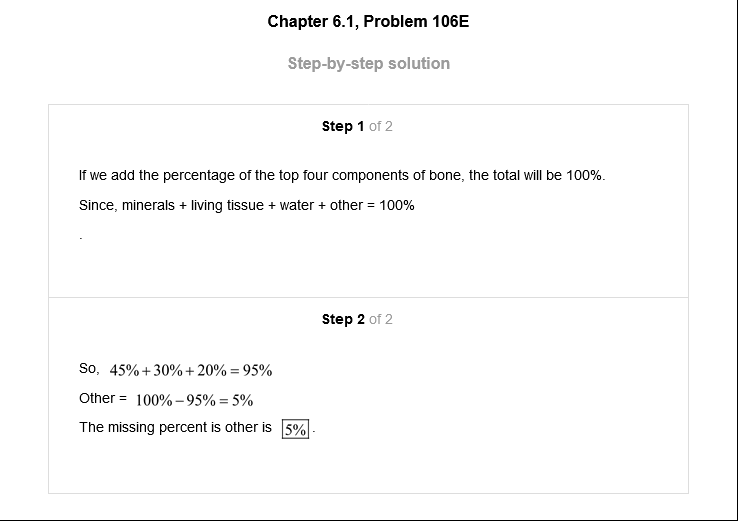 Chapter 6.1, Problem 106E
Step-by-step solution
Step 1 of 2
If we add the percentage of the top four components of bone, the total will be 100%.
Since, minerals + living tissue + water + other = 100%
.
Step 2 of 2
So, 45% + 30% + 20% = 95%
Other = 100% – 95% = 5%
The missing percent is other is 5% .